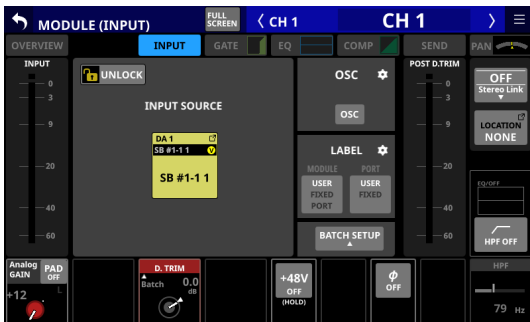 MODULE (INPUT)
FULL
SCREEN
CH 1
CH 1
OVERVIEW
INPUT
GATE
EQ
COMP
SEND
PAN
INPUT
0
3
9
20
40
60
UNLOCK
INPUT SOURCE
DA 1
SB #1-1 1
V
SB #1-1 1
OSC
OSC
LABEL
MODULE
PORT
USER
FIXED
PORT
USER
FIXED
BATCH SETUP
POST D.TRIM
0
3
9
20
40
60
OFF
Stereo Link
LOCATION
NONE
EQ/OFF
HPF OFF
Analog
GAIN
PAD
OFF
+12
L
D. TRIM
Batch
0.0
dB
+48V
OFF
(HOLD)
Φ
OFF
HPF
79 Hz